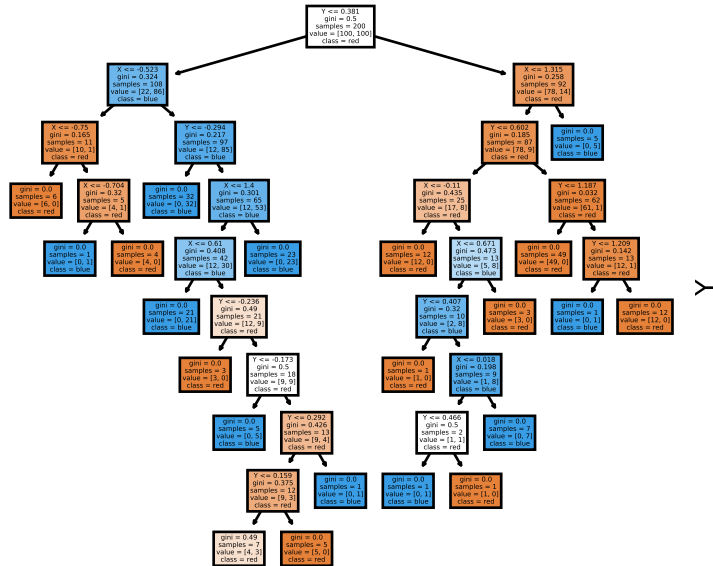 Y <= 0.381
gini = 0.5
samples = 200
value = [100, 100]
class = red
X <= -0.523
gini = 0.324
samples = 108
value = [22, 86]
class = blue
X <= 1.315
gini = 0.258
samples = 92
value = [78, 14]
class = red
X <= -0.75
gini = 0.165
samples = 11
value = [10, 1]
class = red
Y <= -0.294
gini = 0.217
samples = 97
value = [12, 85]
class = blue
Y <= 0.602
gini = 0.185
samples = 87
value = [78, 9]
class = red
gini = 0.0
samples = 5
value = [0, 5]
class = blue
gini = 0.0
samples = 6
value = [6, 0]
class = red
X <= -0.704
gini = 0.32
samples = 5
value = [4, 1]
class = red
gini = 0.0
samples = 32
value = [0, 32]
class = blue
X <= 1.4
gini = 0.301
samples = 65
value = [12, 53]
class = blue
X <= -0.11
gini = 0.435
samples = 25
value = [17, 8]
class = red
Y <= 1.187
gini = 0.032
samples = 62
value = [61, 1]
class = red
gini = 0.0
samples = 1
value = [0, 1]
class = blue
gini = 0.0
samples = 4
value = [4, 0]
class = red
X <= 0.61
gini = 0.408
samples = 42
value = [12, 30]
class = blue
gini = 0.0
samples = 23
value = [0, 23]
class = blue
gini = 0.0
samples = 12
value = [12, 0]
class = red
X <= 0.671
gini = 0.473
samples = 13
value = [5, 8]
class = blue
gini = 0.0
samples = 49
value = [49, 0]
class = red
Y <= 1.209
gini = 0.142
samples = 13
value = [12, 1]
class = red
gini = 0.0
samples = 21
value = [0, 21]
class = blue
Y <= -0.236
gini = 0.49
samples = 21
value = [12, 9]
class = red
Y <= 0.407
gini = 0.32
samples = 10
value = [2, 8]
class = blue
gini = 0.0
samples = 3
value = [3, 0]
class = red
gini = 0.0
samples = 1
value = [0, 1]
class = blue
gini = 0.0
samples = 12
value = [12, 0]
class = red
gini = 0.0
samples = 3
value = [3, 0]
class = red
Y <= -0.173
gini = 0.5
samples = 18
value = [9, 9]
class = red
gini = 0.0
samples = 1
value = [1, 0]
class = red
X <= 0.018
gini = 0.198
samples = 9
value = [1, 8]
class = blue
gini = 0.0
samples = 5
value = [0, 5]
class = blue
Y <= 0.292
gini = 0.426
samples = 13
value = [9, 4]
class = red
Y <= 0.466
gini = 0.5
samples = 2
value = [1, 1]
class = red
gini = 0.0
samples = 7
value = [0, 7]
class = blue
Y <= 0.159
gini = 0.375
samples = 12
value = [9, 3]
class = red
gini = 0.0
samples = 1
value = [0, 1]
class = blue
gini = 0.0
samples = 1
value = [0, 1]
class = blue
gini = 0.0
samples = 1
value = [1, 0]
class = red
gini = 0.49
samples = 7
value = [4, 3]
class = red
gini = 0.0
samples = 5
value = [5, 0]
class = red
Y